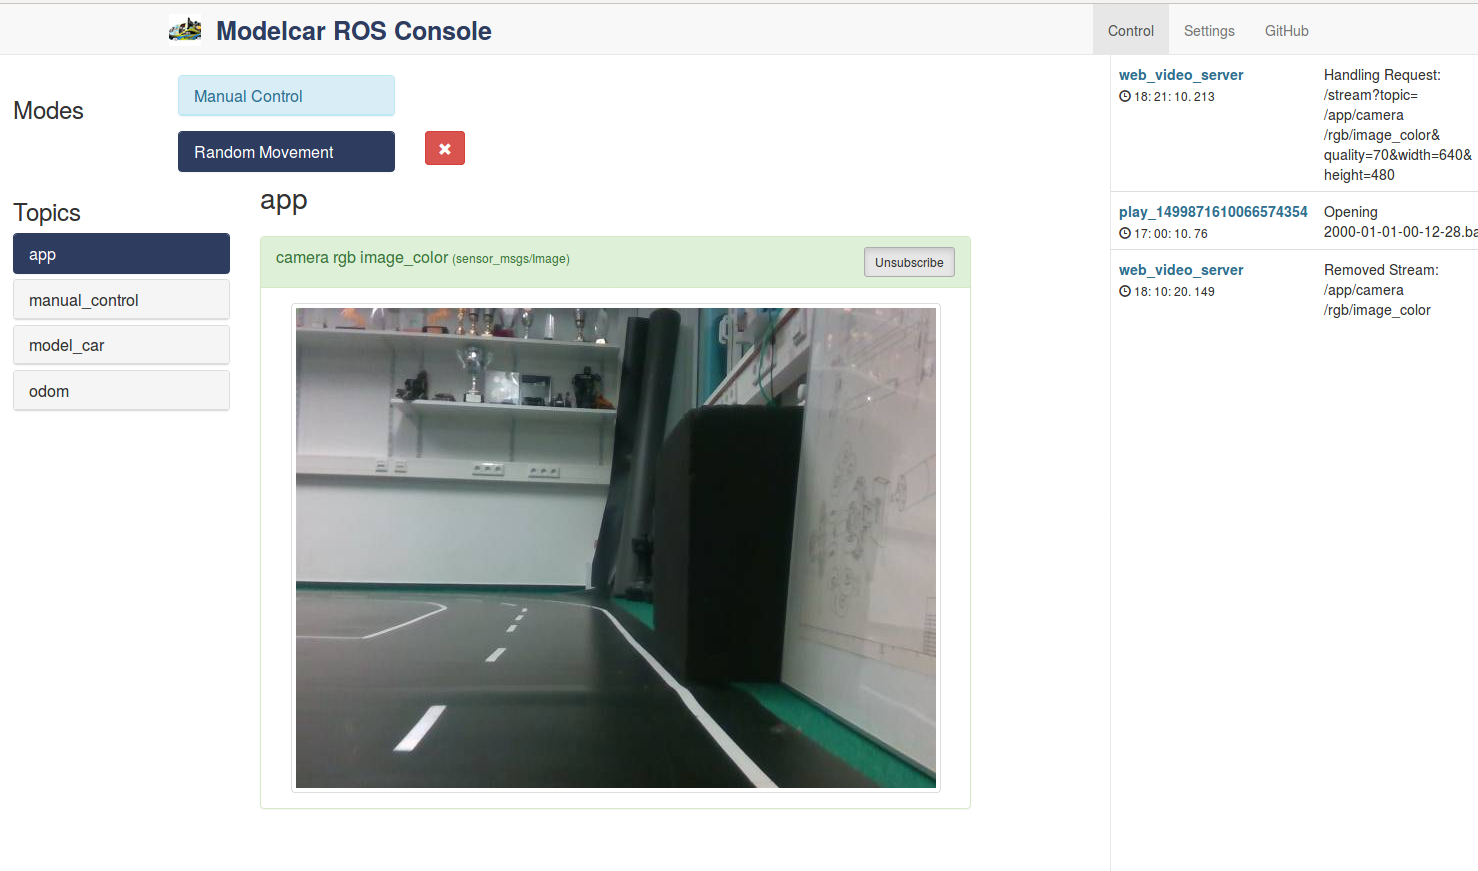 Modelcar ROS Console
Control
Settings
GitHub
Modes
Manual Control
Random Movement
Topics
app
manual_control
model_car
odom
app
camera rgb image_color (sensor_msgs/Image)
Unsubscribe
web_video_server
18:21:10.213
Handling Request:
/stream?topic=
/app/camera
/rgb/image_color&
quality=70&width=640&
height=480
play_1499871610066574354
17:00:10.76
Opening
2000-01-01-00-12-28.ba
web_video_server
18:10:20.149
Removed Stream:
/app/camera
/rgb/image_color